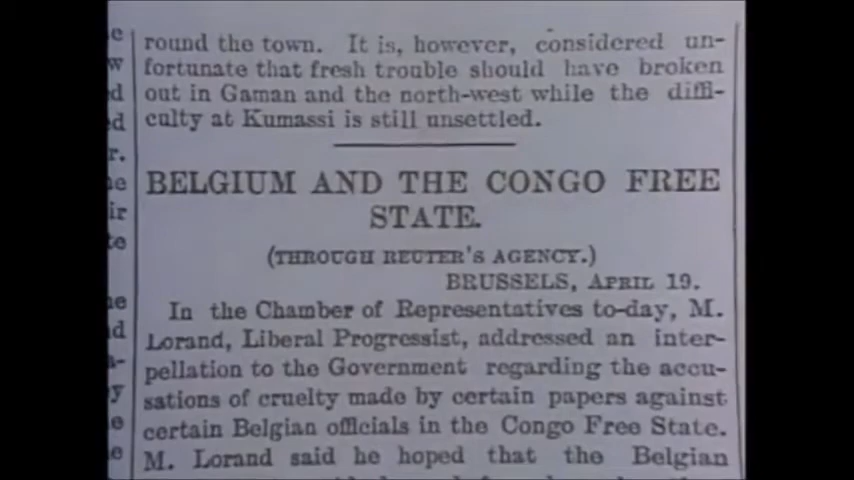 round the town. It is, however, considered un-
fortunate that fresh trouble should have broken
out in Gaman and the north-west while the diffi-
culty at Kumassi is still unsettled.
BELGIUM AND THE CONGO FREE
STATE.
(THROUGH REUTER'S AGENCY.)
BRUSSELS, APRIL 19.
In the Chamber of Representatives to-day, M.
Lorand, Liberal Progressist, addressed an inter-
pellation to the Government regarding the accu-
sations of cruelty made by certain papers against
certain Belgian officials in the Congo Free State.
M. Lorand said he hoped that the Belgian